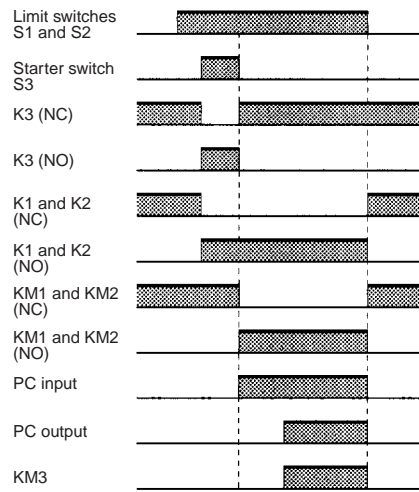 Limit switches
S1 and S2
Starter switch
S3
K3 (NC)
K3 (NO)
K1 and K2
(NC)
K1 and K2
(NO)
KM1 and KM2
(NC)
KM1 and KM2
(NO)
PC input
PC output
KM3